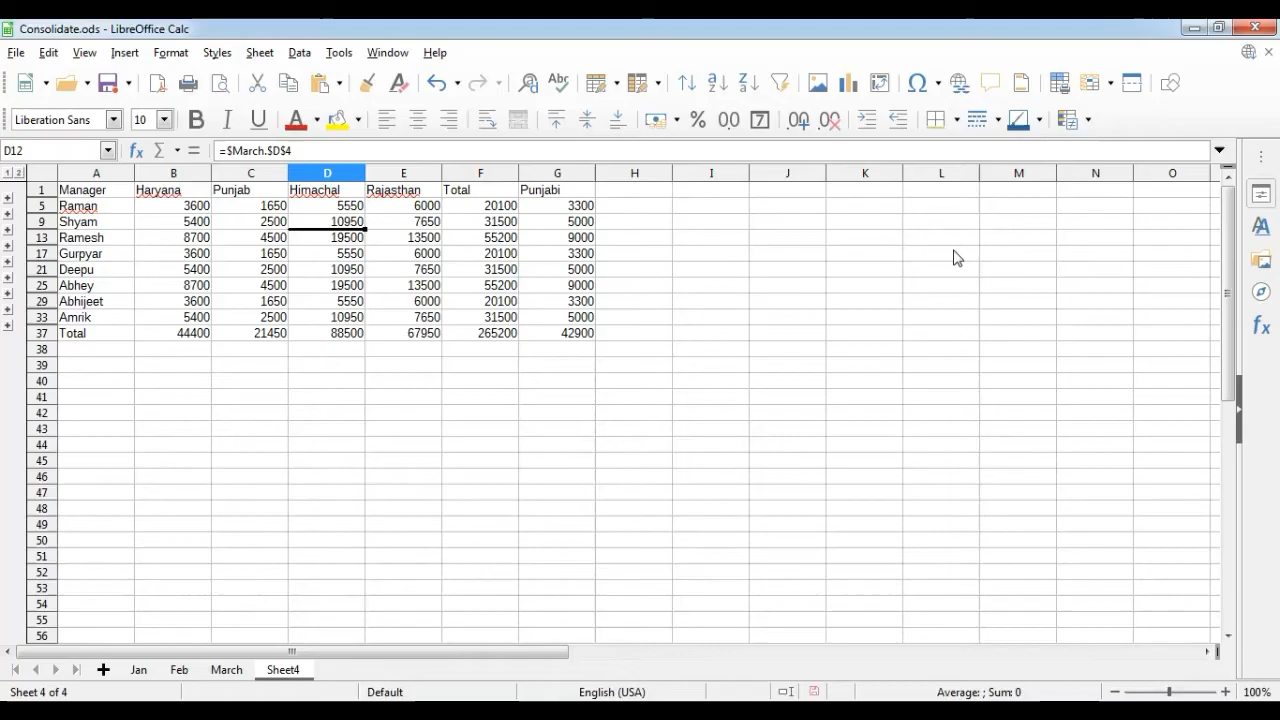 Consolidate.ods - LibreOffice Calc
File Edit View Insert Format Styles Sheet Data Tools Window Help
Liberation Sans 10
D12 =$March.$D$4
1 2 A B C D E F G H I J K L M N O
1 Manager Haryana Punjab Himachal Rajasthan Total Punjabi
5 Raman 3600 1650 5550 6000 20100 3300
9 Shyam 5400 2500 10950 7650 31500 5000
13 Ramesh 8700 4500 19500 13500 55200 9000
17 Gurpyar 3600 1650 5550 6000 20100 3300
21 Deepu 5400 2500 10950 7650 31500 5000
25 Abhey 8700 4500 19500 13500 55200 9000
29 Abhijeet 3600 1650 5550 6000 20100 3300
33 Amrik 5400 2500 10950 7650 31500 5000
37 Total 44400 21450 88500 67950 265200 42900
38
39
40
41
42
43
44
45
46
47
48
49
50
51
52
53
54
55
56
Jan Feb March Sheet4
Sheet 4 of 4 Default English (USA) Average: ; Sum: 0 100%